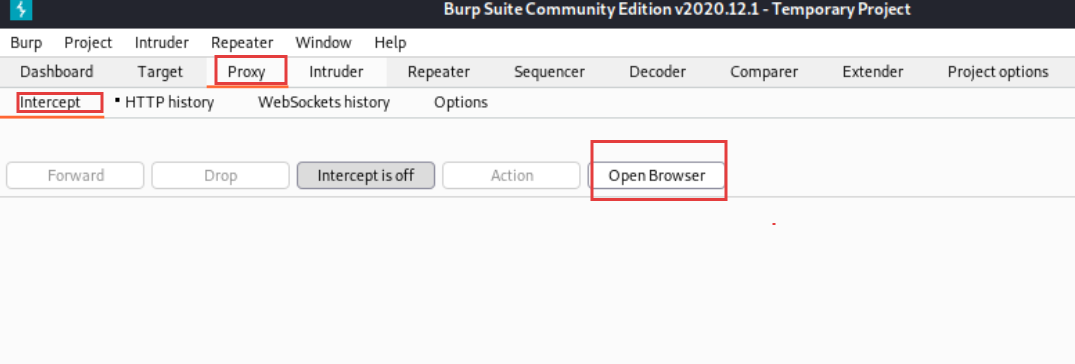 Burp Suite Community Edition v2020.12.1 - Temporary Project
Burp Project Intruder Repeater Window Help
Dashboard Target Proxy Intruder Repeater Sequencer Decoder Comparer Extender Project options
Intercept HTTP history WebSockets history Options
Forward Drop Intercept is off Action Open Browser